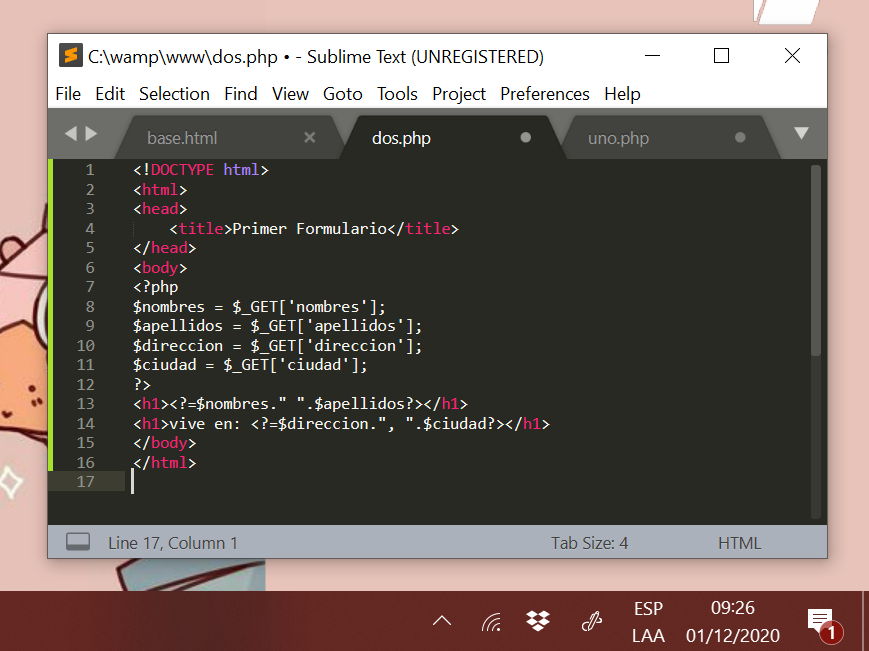 C:\wamp\www\dos.php • - Sublime Text (UNREGISTERED)
File Edit Selection Find View Goto Tools Project Preferences Help
base.html dos.php uno.php
1 <!DOCTYPE html>
2 <html>
3 <head>
4 <title>Primer Formulario</title>
5 </head>
6 <body>
7 <?php
8 $nombres = $_GET['nombres'];
9 $apellidos = $_GET['apellidos'];
10 $direccion = $_GET['direccion'];
11 $ciudad = $_GET['ciudad'];
12 ?>
13 <h1><?=$nombres." ".$apellidos?></h1>
14 <h1>vive en: <?=$direccion.", ".$ciudad?></h1>
15 </body>
16 </html>
17
Line 17, Column 1 Tab Size: 4 HTML
ESP 09:26
LAA 01/12/2020 1